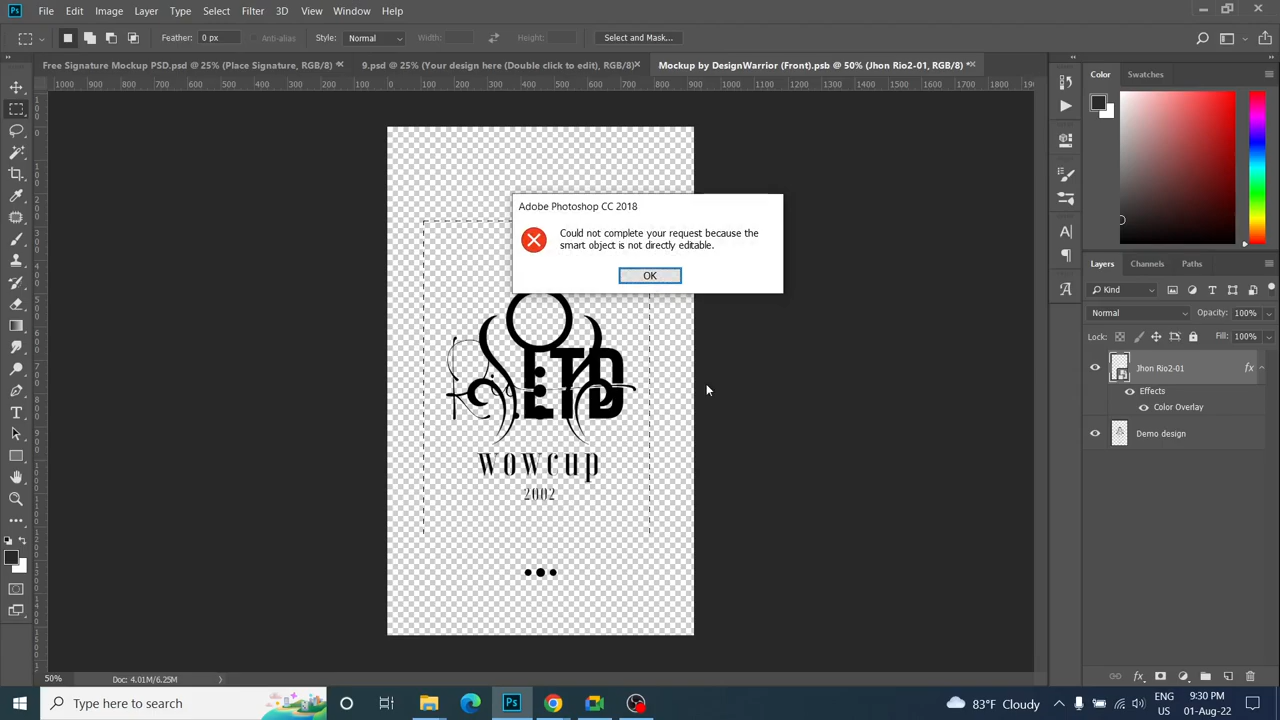 Ps File Edit Image Layer Type Select Filter 3D View Window Help
Feather: 0 px Anti-alias Style: Normal Width: Height: Select and Mask...
Free Signature Mockup PSD.psd @ 25% (Place Signature, RGB/8) * 9.psd @ 25% (Your design here (Double click to edit), RGB/8) Mockup by DesignWarrior (Front).psb @ 50% (Jhon Rio2-01, RGB/8) *
Color Swatches
Adobe Photoshop CC 2018
Could not complete your request because the
smart object is not directly editable.
OK
Layers Channels Paths
Kind
Normal Opacity: 100%
Lock: Fill: 100%
Jhon Rio2-01 fx
Effects
Color Overlay
Demo design
wowcup
2002
50% Doc: 4.01M/6.25M
Type here to search
83°F Cloudy
ENG
US
9:30 PM
01-Aug-22